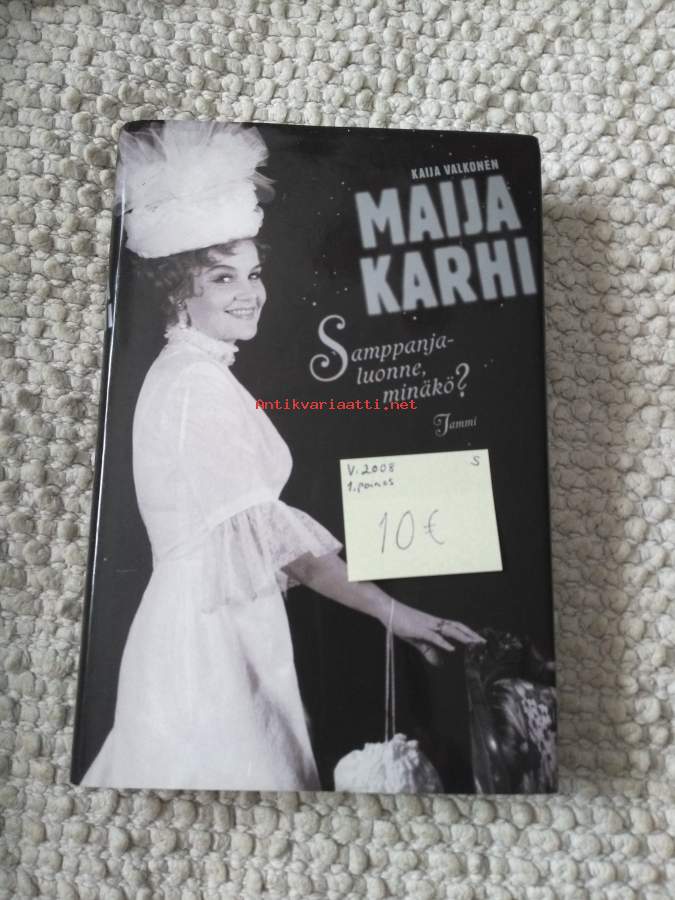 KAIJA VALKONEN
MAIJA
KARHI
Samppanja-
luonne,
minäkö?
Antikvariaatti.net
Tammi
V. 2008 S
1. painos
10 €